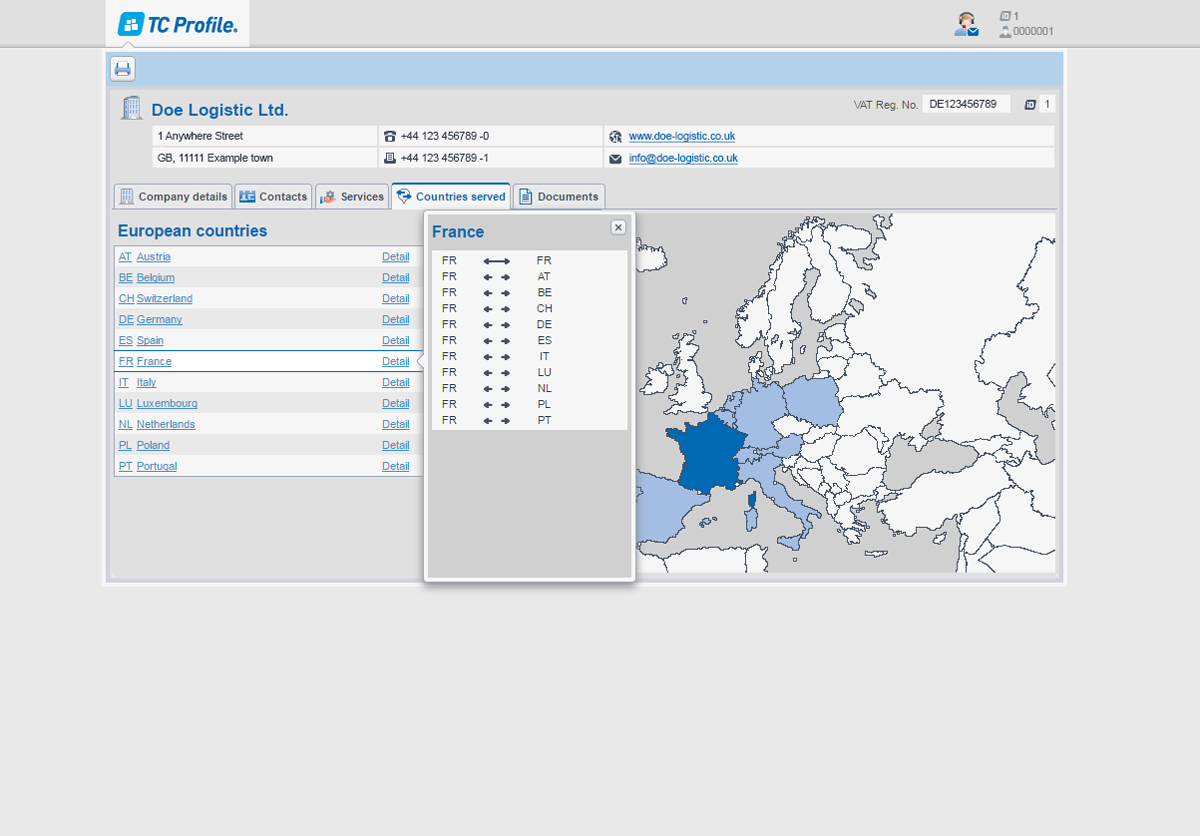 TC Profile.
1
0000001
Doe Logistic Ltd.
VAT Reg. No. DE123456789 1
1 Anywhere Street +44 123 456789 -0 www.doe-logistic.co.uk
GB, 11111 Example town +44 123 456789 -1 info@doe-logistic.co.uk
Company details Contacts Services Countries served Documents
European countries
AT Austria Detail
BE Belgium Detail
CH Switzerland Detail
DE Germany Detail
ES Spain Detail
FR France Detail
IT Italy Detail
LU Luxembourg Detail
NL Netherlands Detail
PL Poland Detail
PT Portugal Detail
France
FR FR
FR AT
FR BE
FR CH
FR DE
FR ES
FR IT
FR LU
FR NL
FR PL
FR PT